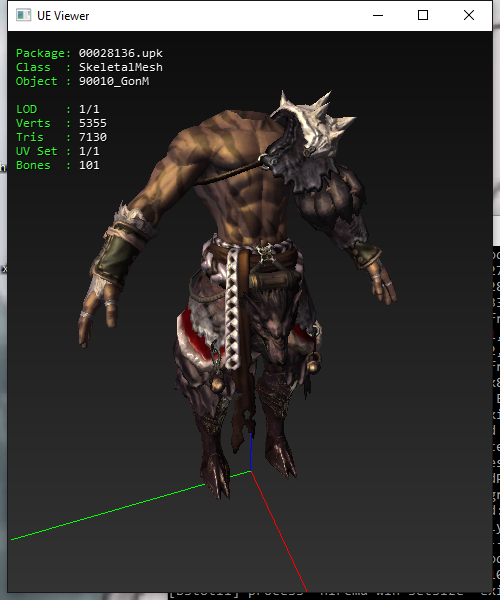 UE Viewer
Package: 00028136.upk
Class : SkeletalMesh
Object : 90010_GonM
LOD : 1/1
Verts : 5355
Tris : 7130
UV Set : 1/1
Bones : 101